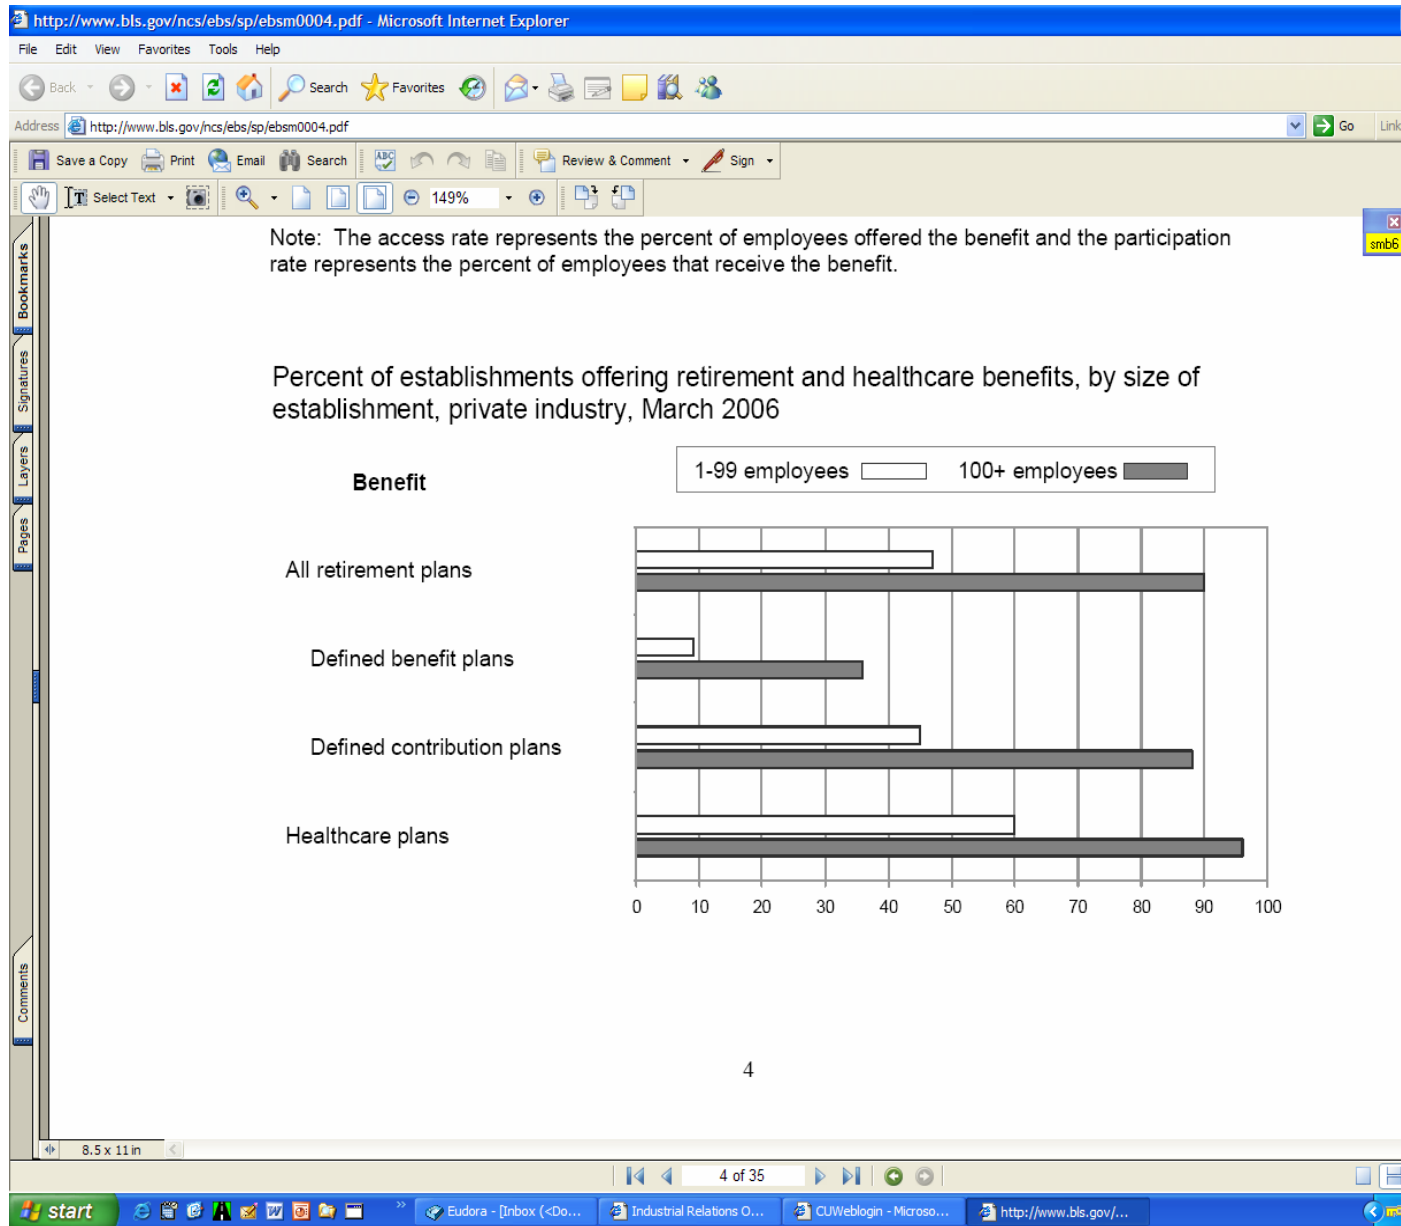 http://www.bls.gov/ncs/ebs/sp/ebsm0004.pdf - Microsoft Internet Explorer
File Edit View Favorites Tools Help
Back Search Favorites
Address http://www.bls.gov/ncs/ebs/sp/ebsm0004.pdf Go Link
Save a Copy Print Email Search ABC Review & Comment Sign
T Select Text 149%
smb6
Bookmarks
Signatures
Layers
Pages
Comments
Note: The access rate represents the percent of employees offered the benefit and the participation
rate represents the percent of employees that receive the benefit.
Percent of establishments offering retirement and healthcare benefits, by size of
establishment, private industry, March 2006
1-99 employees 100+ employees
Benefit
All retirement plans
Defined benefit plans
Defined contribution plans
Healthcare plans
0 10 20 30 40 50 60 70 80 90 100
4
8.5 x 11 in
4 of 35
start Eudora - [Inbox (<Do... Industrial Relations O... CUWeblogin - Microso... http://www.bls.gov/...